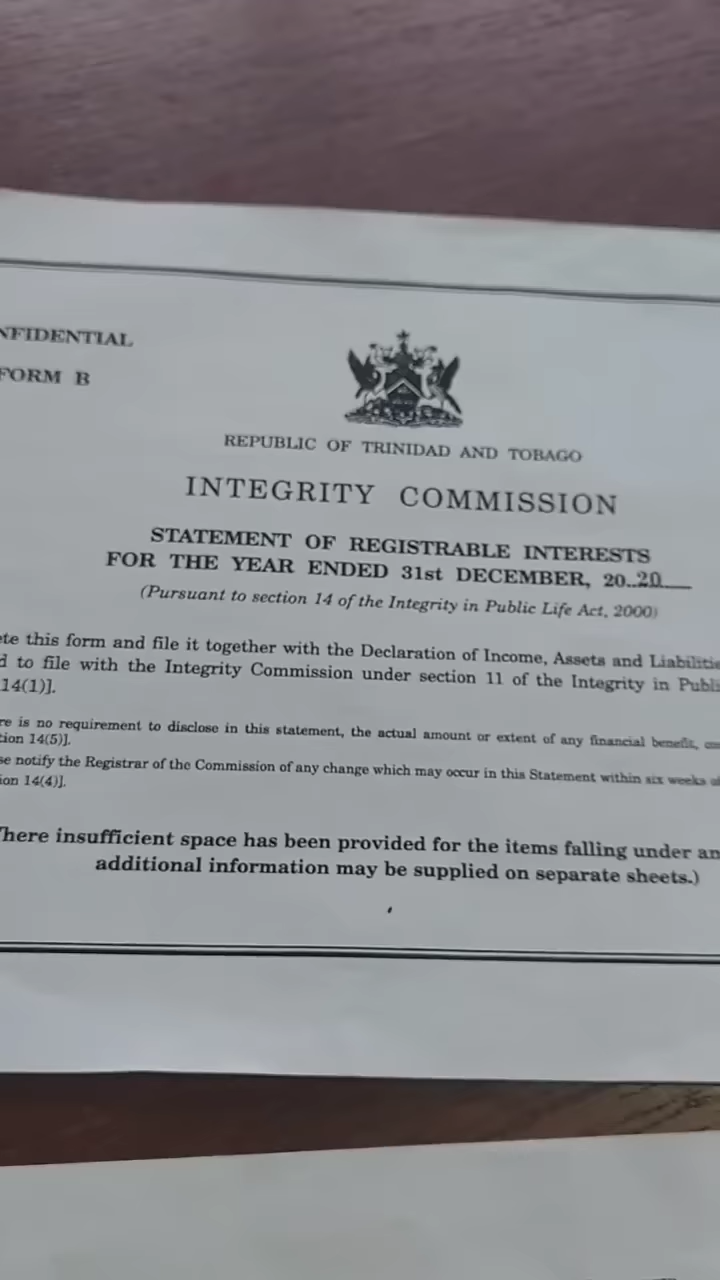 NFIDENTIAL
FORM B
REPUBLIC OF TRINIDAD AND TOBAGO
INTEGRITY COMMISSION
STATEMENT OF REGISTRABLE INTERESTS
FOR THE YEAR ENDED 31st DECEMBER, 20..20
(Pursuant to section 14 of the Integrity in Public Life Act, 2000)
ete this form and file it together with the Declaration of Income, Assets and Liabilitie
d to file with the Integrity Commission under section 11 of the Integrity in Publi
14(1)].
re is no requirement to disclose in this statement, the actual amount or extent of any financial benefit,
tion 14(5)].
se notify the Registrar of the Commission of any change which may occur in this Statement within six weeks of
ion 14(4)].
here insufficient space has been provided for the items falling under an
additional information may be supplied on separate sheets.)